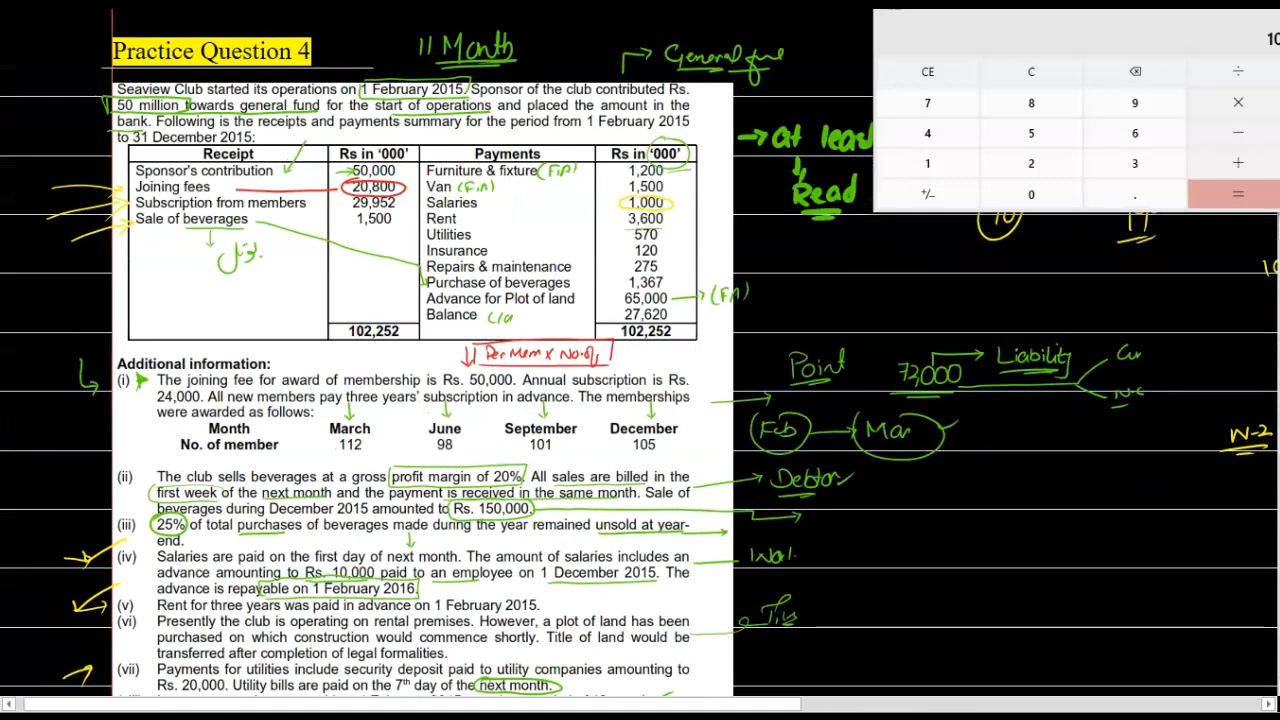 Practice Question 4
11 Month
General fund
Seaview Club started its operations on 1 February 2015. Sponsor of the club contributed Rs.
50 million towards general fund for the start of operations and placed the amount in the
bank. Following is the receipts and payments summary for the period from 1 February 2015
to 31 December 2015:
Receipt Rs in '000' Payments Rs in '000'
Sponsor's contribution 50,000 Furniture & fixture (F.A) 1,200
Joining fees 20,800 Van (F.A) 1,500
Subscription from members 29,952 Salaries 1,000
Sale of beverages 1,500 Rent 3,600
Utilities 570
Insurance 120
Repairs & maintenance 275
Purchase of beverages 1,367
Advance for Plot of land 65,000 (FA)
Balance c/d 27,620
102,252 102,252
Per Mem x No.of
Additional information:
(i) The joining fee for award of membership is Rs. 50,000. Annual subscription is Rs.
24,000. All new members pay three years' subscription in advance. The memberships
were awarded as follows:
Month March June September December
No. of member 112 98 101 105
(ii) The club sells beverages at a gross profit margin of 20%. All sales are billed in the
first week of the next month and the payment is received in the same month. Sale of
beverages during December 2015 amounted to Rs. 150,000.
(iii) 25% of total purchases of beverages made during the year remained unsold at year-
end.
(iv) Salaries are paid on the first day of next month. The amount of salaries includes an
advance amounting to Rs. 10,000 paid to an employee on 1 December 2015. The
advance is repayable on 1 February 2016.
(v) Rent for three years was paid in advance on 1 February 2015.
(vi) Presently the club is operating on rental premises. However, a plot of land has been
purchased on which construction would commence shortly. Title of land would be
transferred after completion of legal formalities.
(vii) Payments for utilities include security deposit paid to utility companies amounting to
Rs. 20,000. Utility bills are paid on the 7th day of the next month.
at lead
Read
10
CE C ⌫ ÷
7 8 9 ×
4 5 6 −
1 2 3 +
+/− 0 . =
10
Point 72,000 Liability
Feb Mar
W-2
Debtor